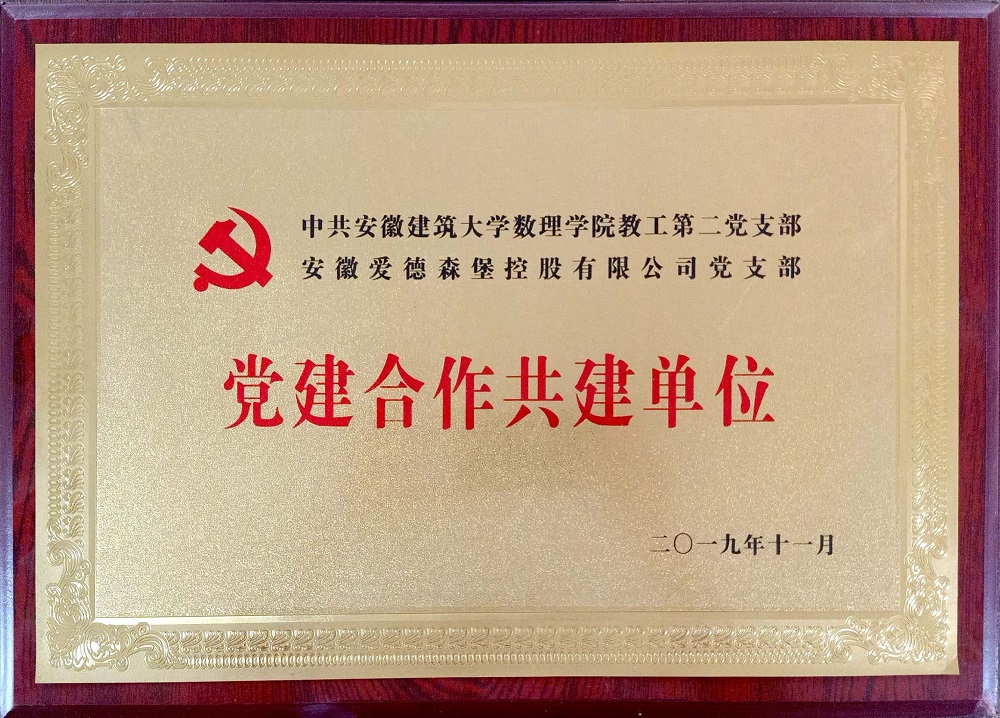 中共安徽建筑大学数理学院教工第二党支部
安徽爱德森堡控股有限公司党支部
党建合作共建单位
二〇一九年十一月